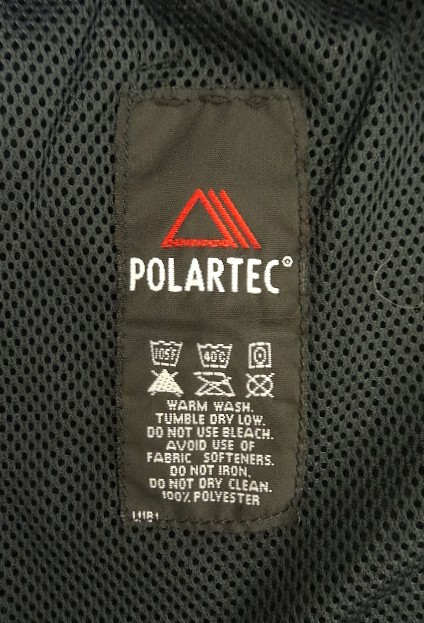 POLARTEC®
105F 40°C
WARM WASH.
TUMBLE DRY LOW.
DO NOT USE BLEACH.
AVOID USE OF
FABRIC SOFTENERS.
DO NOT IRON.
DO NOT DRY CLEAN.
100% POLYESTER